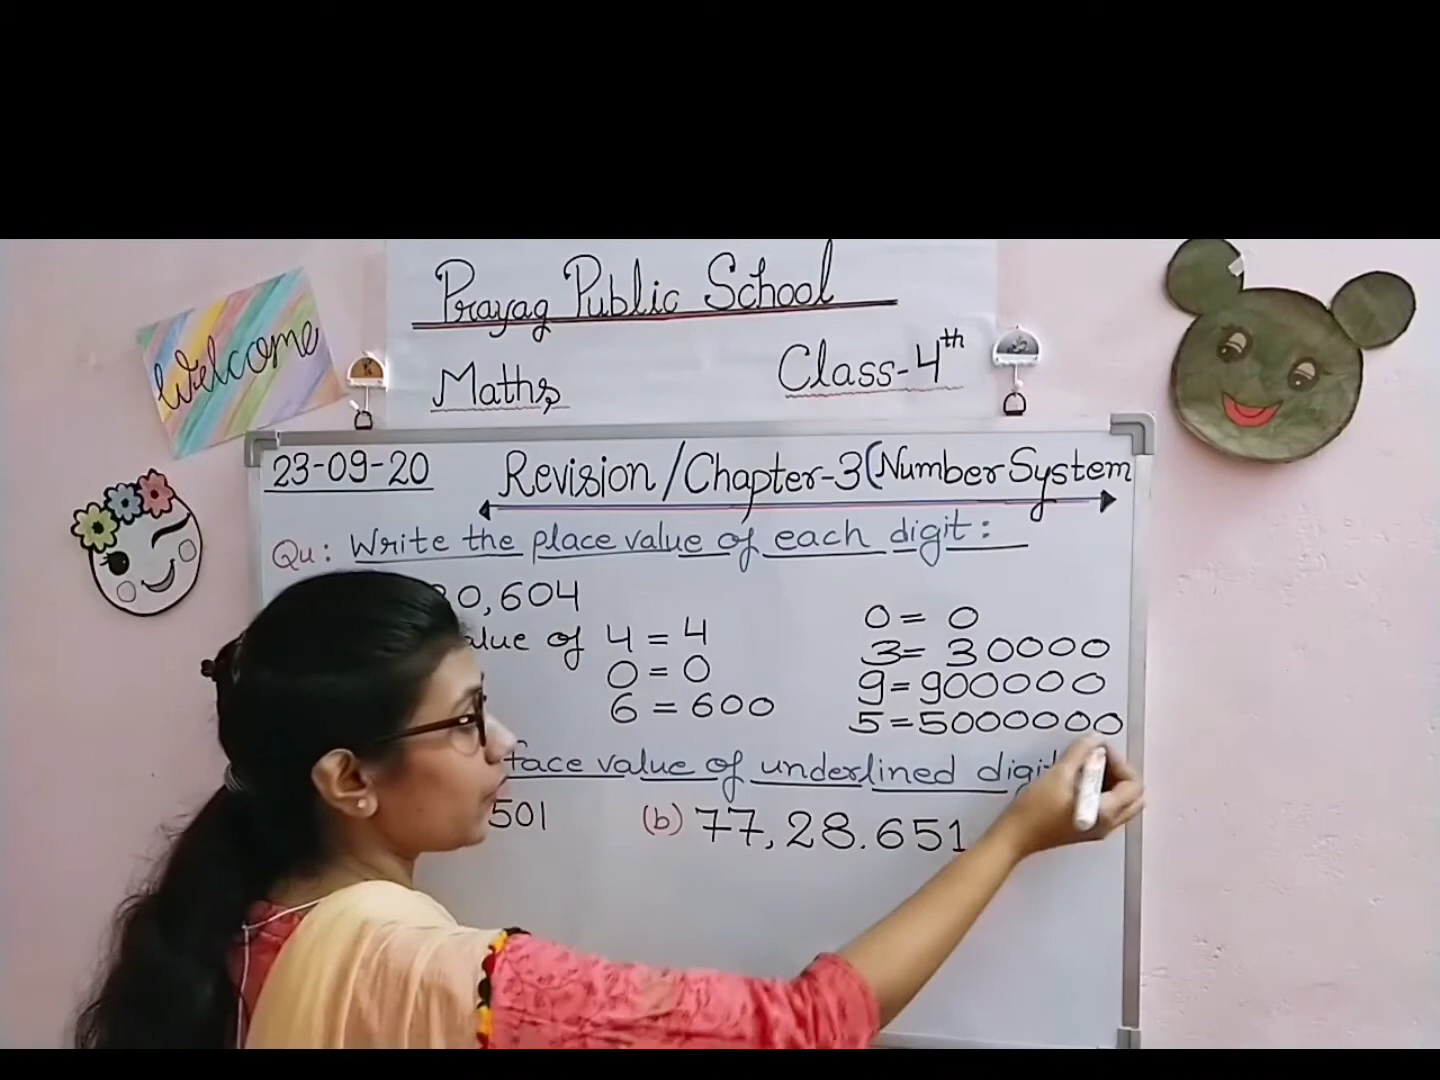 Prayag Public School
Welcome
Maths,
Class-4th
23-09-20 Revision/Chapter-3(Number System
Qu: Write the place value of each digit:
0,604
of 4 = 4
0 = 0
6 = 600
0 = 0
3 = 30000
9 = 900000
5 = 5000000
face value of underlined
501 (b) 77,28.651